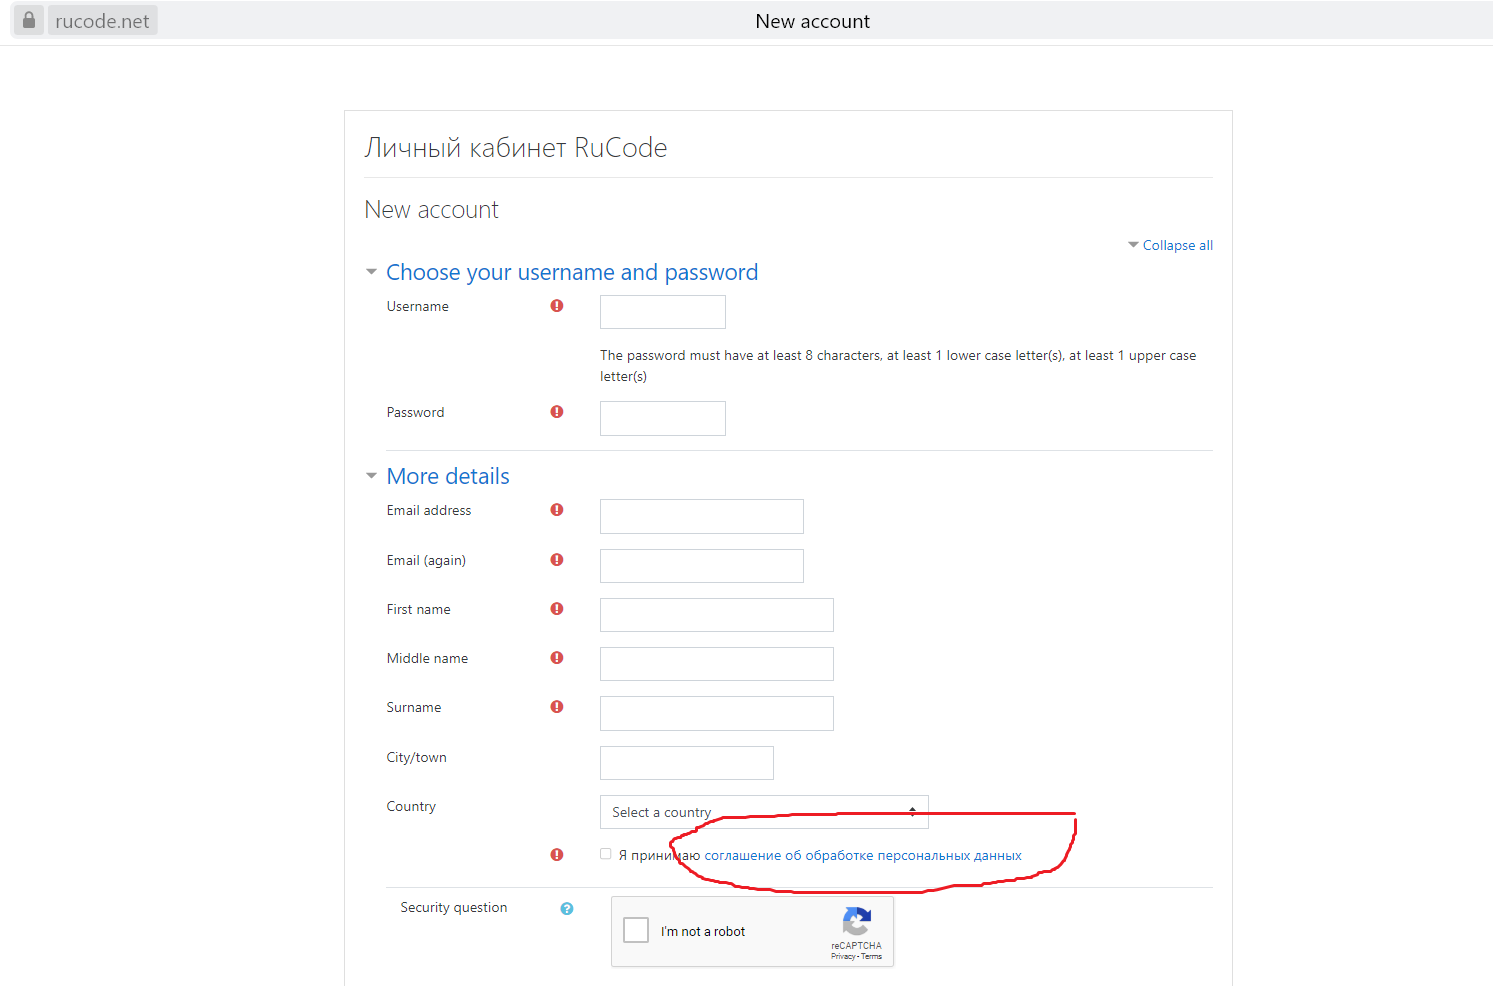 rucode.net
New account
Личный кабинет RuCode
New account
Collapse all
Choose your username and password
Username
The password must have at least 8 characters, at least 1 lower case letter(s), at least 1 upper case
letter(s)
Password
More details
Email address
Email (again)
First name
Middle name
Surname
City/town
Country
Select a country
Я принимаю соглашение об обработке персональных данных
Security question
I'm not a robot
reCAPTCHA
Privacy - Terms